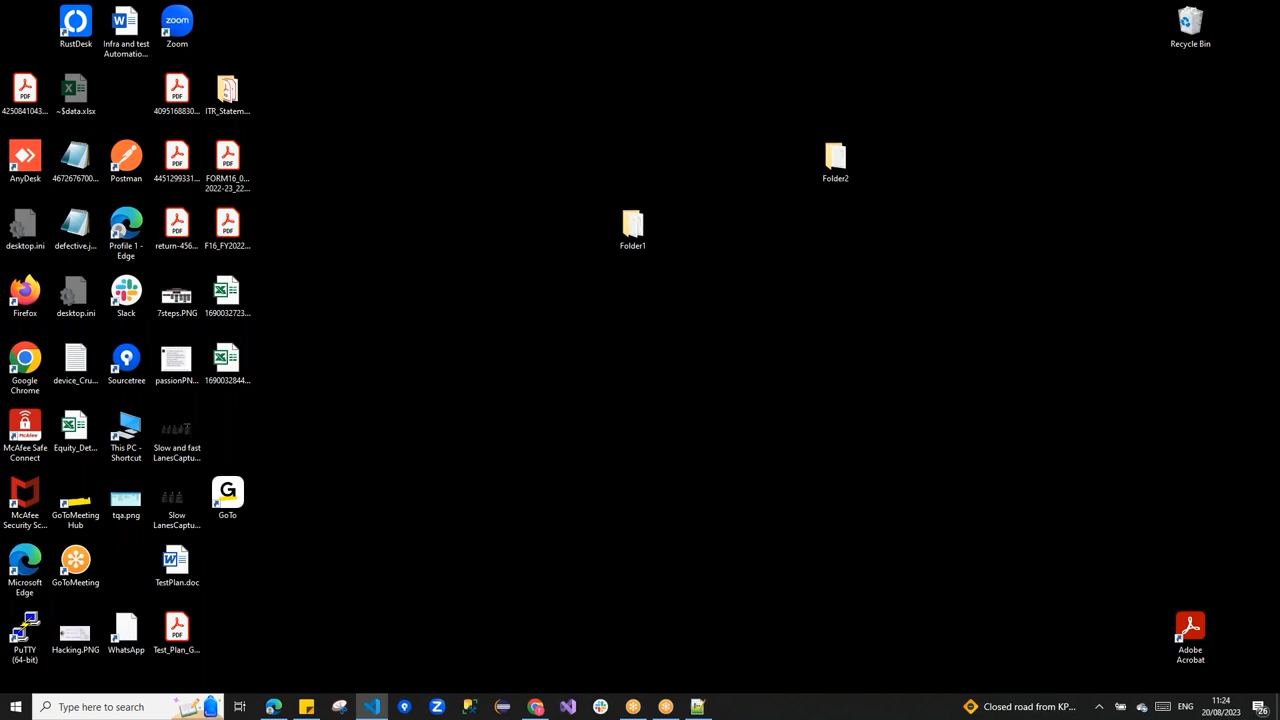 RustDesk
Infra and test
Automatio...
Zoom
zoom
Recycle Bin
4250841043...
~$data.xlsx
4095168830...
ITR_Statem...
AnyDesk
4672676700...
Postman
4451299331...
FORM16_0...
2022-23_22...
Folder2
desktop.ini
defective.j...
Profile 1 -
Edge
return-456...
F16_FY2022...
Folder1
Firefox
desktop.ini
Slack
7steps.PNG
1690032723...
Google
Chrome
device_Cru...
Sourcetree
passionPN...
1690032844...
McAfee Safe
Connect
Equity_Det...
This PC -
Shortcut
Slow and fast
LanesCaptu...
McAfee
Security Sc...
GoToMeeting
Hub
tqa.png
Slow
LanesCaptu...
GoTo
Microsoft
Edge
GoToMeeting
TestPlan.doc
PuTTY
(64-bit)
Hacking.PNG
WhatsApp
Test_Plan_G...
Adobe
Acrobat
Type here to search
Closed road from KP...
ENG
11:24
20/08/2023
26